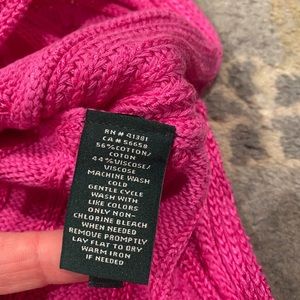 RN # 41381
CA # 56658
56%COTTON/
COTON
44%VISCOSE/
VISCOSE
MACHINE WASH
COLD
GENTLE CYCLE
WASH WITH
LIKE COLORS
ONLY NON-
CHLORINE BLEACH
WHEN NEEDED
REMOVE PROMPTLY
LAY FLAT TO DRY
WARM IRON
IF NEEDED